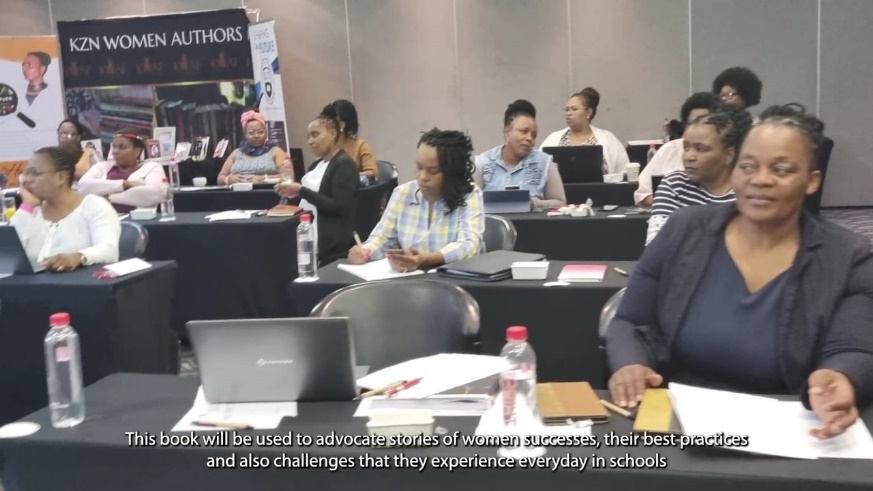 KZN WOMEN AUTHORS
This book will be used to advocate stories of women successes, their best practices
and also challenges that they experience everyday in schools